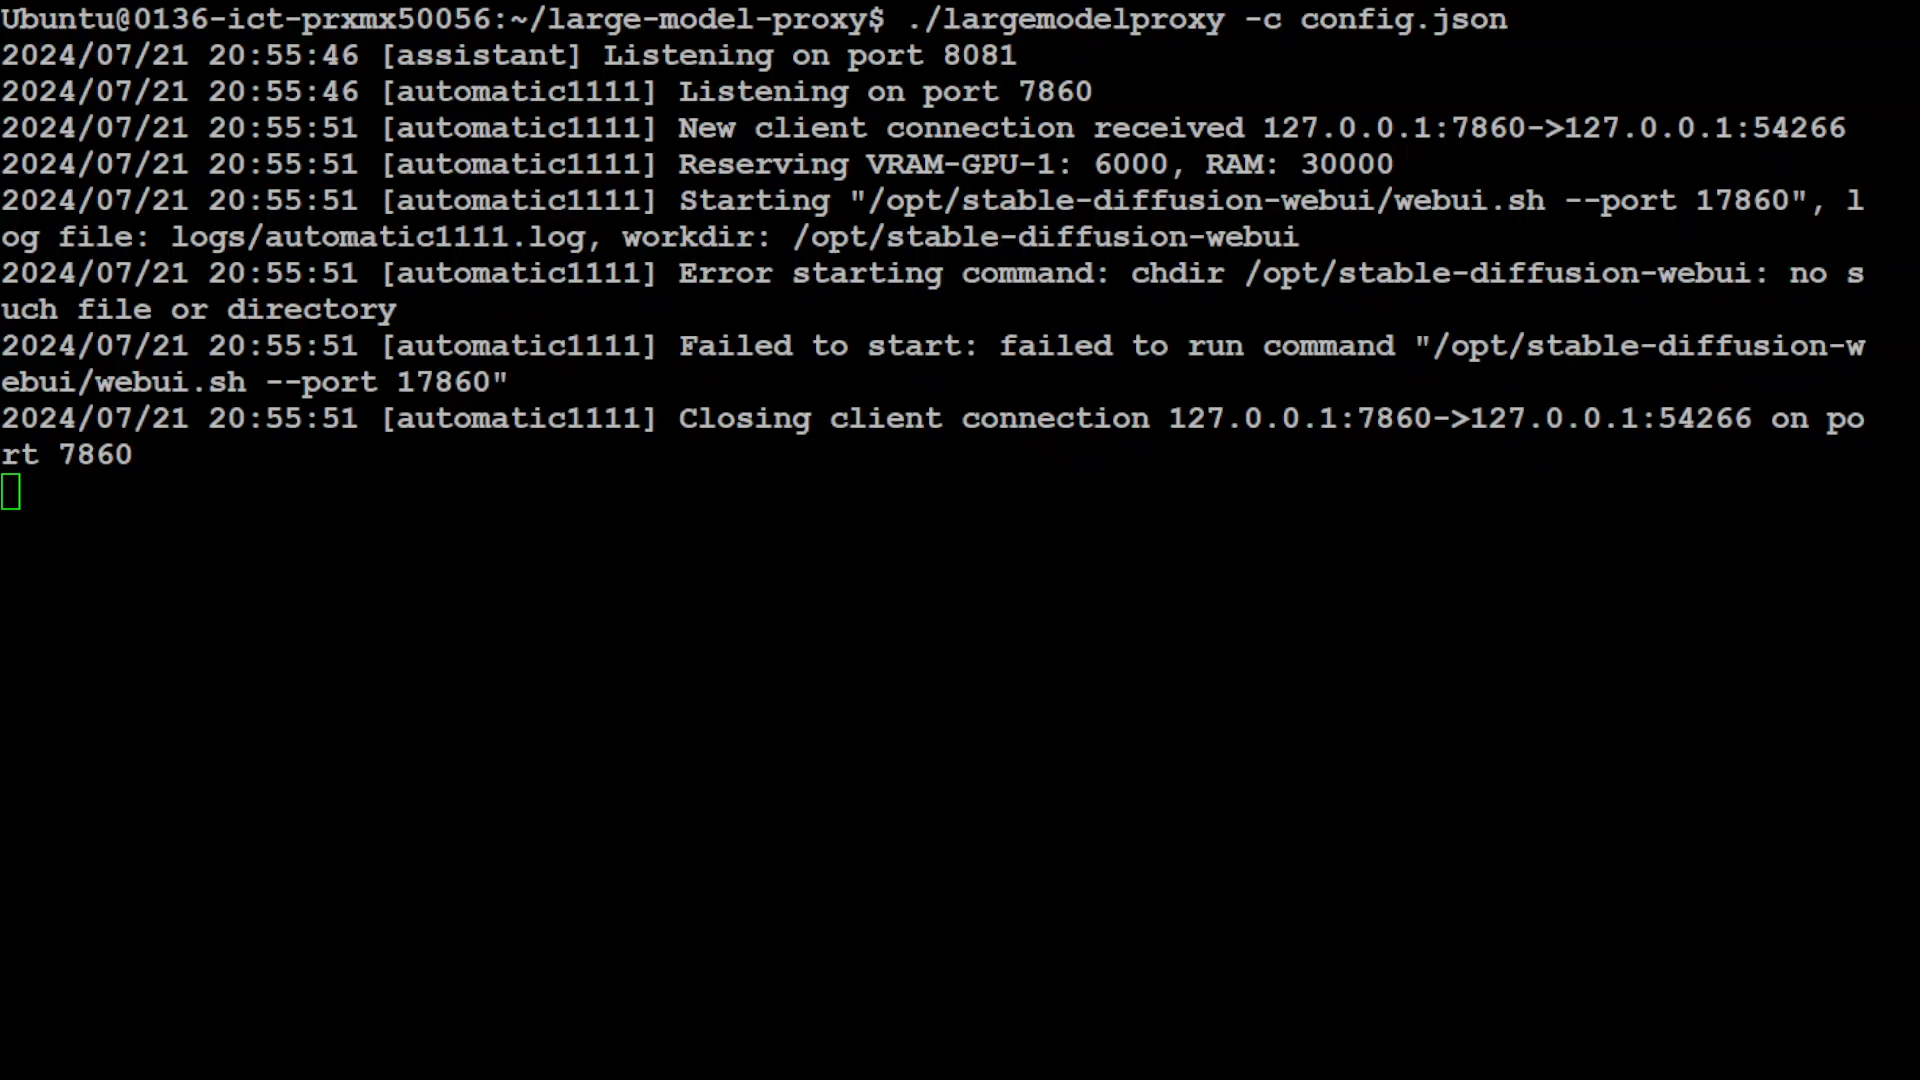 Ubuntu@0136-ict-prxmx50056:~/large-model-proxy$ ./largemodelproxy -c config.json
2024/07/21 20:55:46 [assistant] Listening on port 8081
2024/07/21 20:55:46 [automatic1111] Listening on port 7860
2024/07/21 20:55:51 [automatic1111] New client connection received 127.0.0.1:7860->127.0.0.1:54266
2024/07/21 20:55:51 [automatic1111] Reserving VRAM-GPU-1: 6000, RAM: 30000
2024/07/21 20:55:51 [automatic1111] Starting "/opt/stable-diffusion-webui/webui.sh --port 17860", l
og file: logs/automatic1111.log, workdir: /opt/stable-diffusion-webui
2024/07/21 20:55:51 [automatic1111] Error starting command: chdir /opt/stable-diffusion-webui: no s
uch file or directory
2024/07/21 20:55:51 [automatic1111] Failed to start: failed to run command "/opt/stable-diffusion-w
ebui/webui.sh --port 17860"
2024/07/21 20:55:51 [automatic1111] Closing client connection 127.0.0.1:7860->127.0.0.1:54266 on po
rt 7860